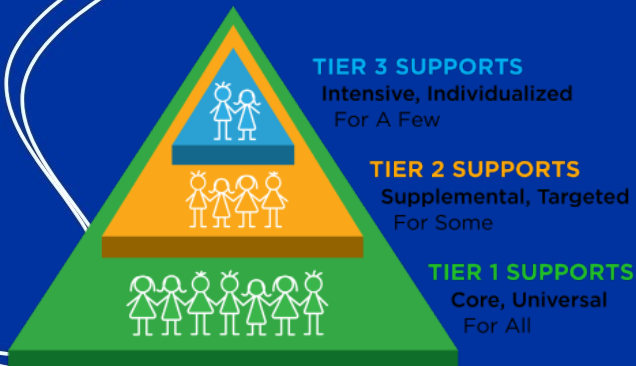 TIER 3 SUPPORTS
Intensive, Individualized
For A Few
TIER 2 SUPPORTS
Supplemental, Targeted
For Some
TIER 1 SUPPORTS
Core, Universal
For All